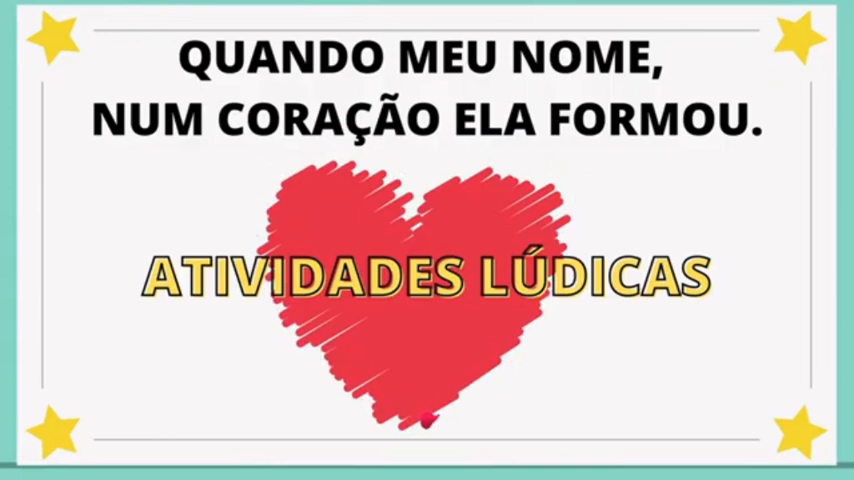 QUANDO MEU NOME,
NUM CORAÇÃO ELA FORMOU.
ATIVIDADES LÚDICAS